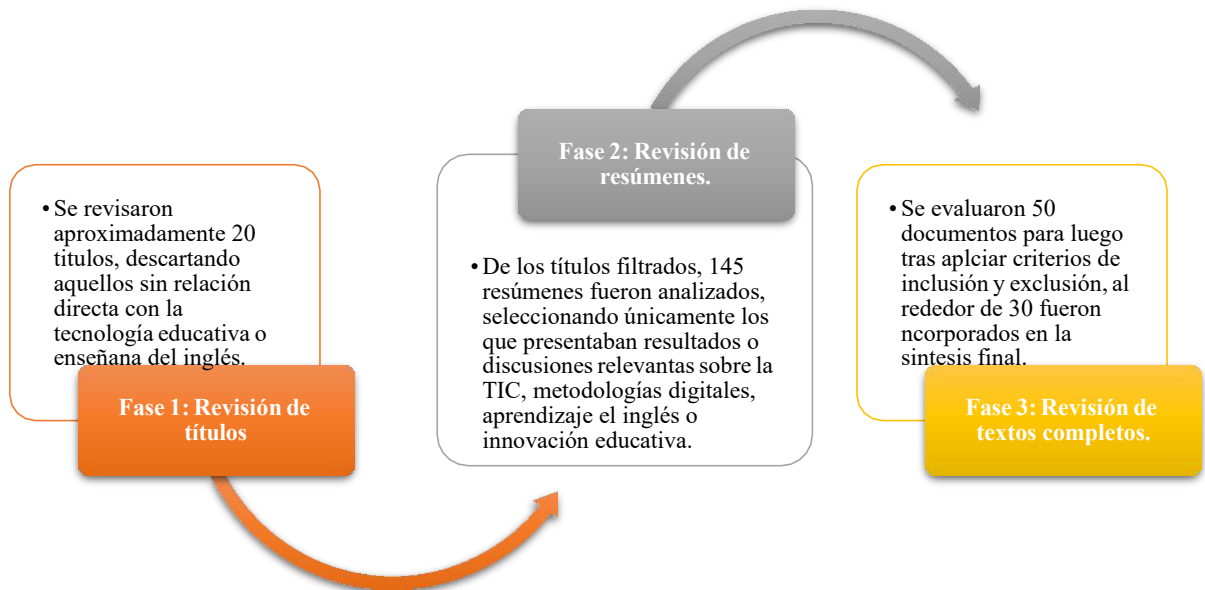 • Se revisaron
aproximadamente 20
titulos, descartando
aquellos sin relación
directa con la
tecnología educativa o
enseñana del inglés.
Fase 1: Revisión de
títulos
Fase 2: Revisión de
resúmenes.
• De los títulos filtrados, 145
resúmenes fueron analizados,
seleccionando únicamente los
que presentaban resultados o
discusiones relevantes sobre la
TIC, metodologías digitales,
aprendizaje el inglés o
innovación educativa.
• Se evaluaron 50
documentos para luego
tras aplciar criterios de
inclusión y exclusión, al
rededor de 30 fueron
ncorporados en la
sintesis final.
Fase 3: Revisión de
textos completos.